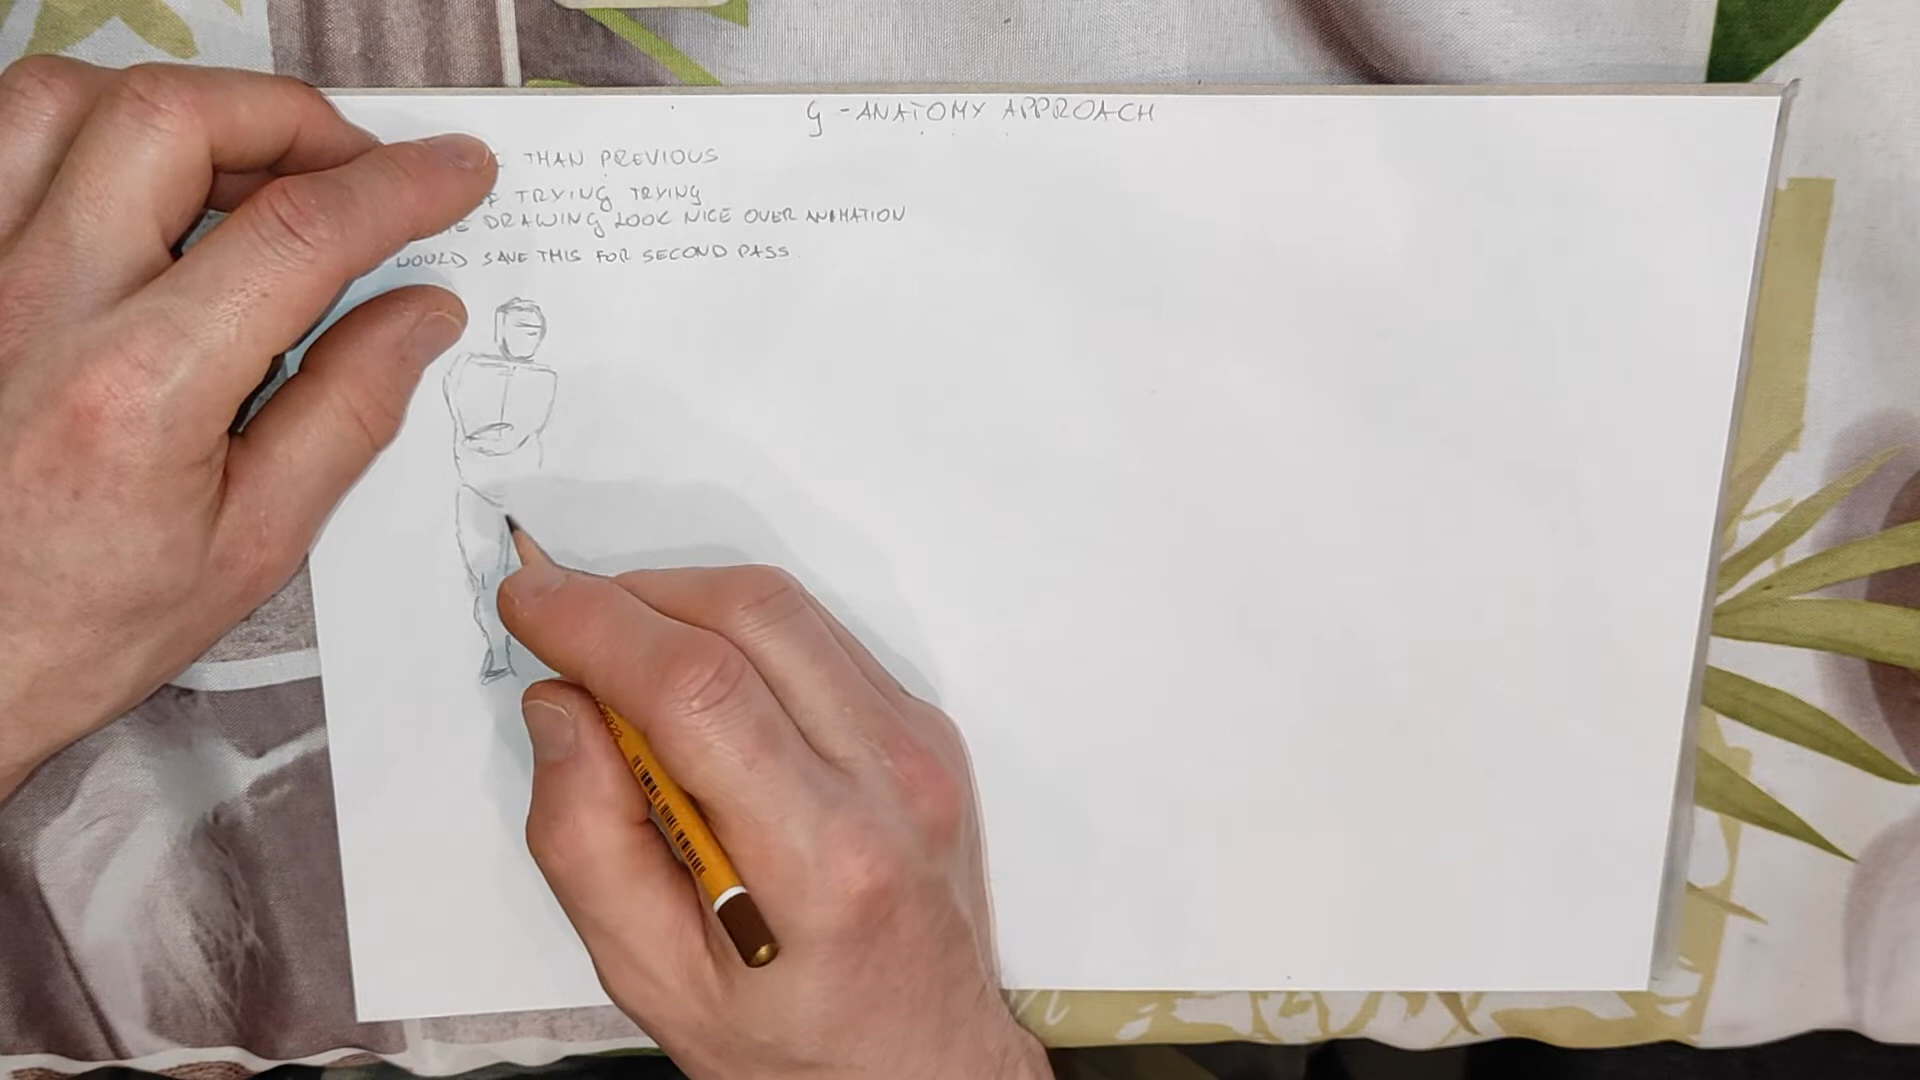 g - ANATOMY APPROACH
THAN PREVIOUS
TRYING TRYING
DRAWING LOOK NICE OVER ANIMATION
WOULD SAVE THIS FOR SECOND PASS